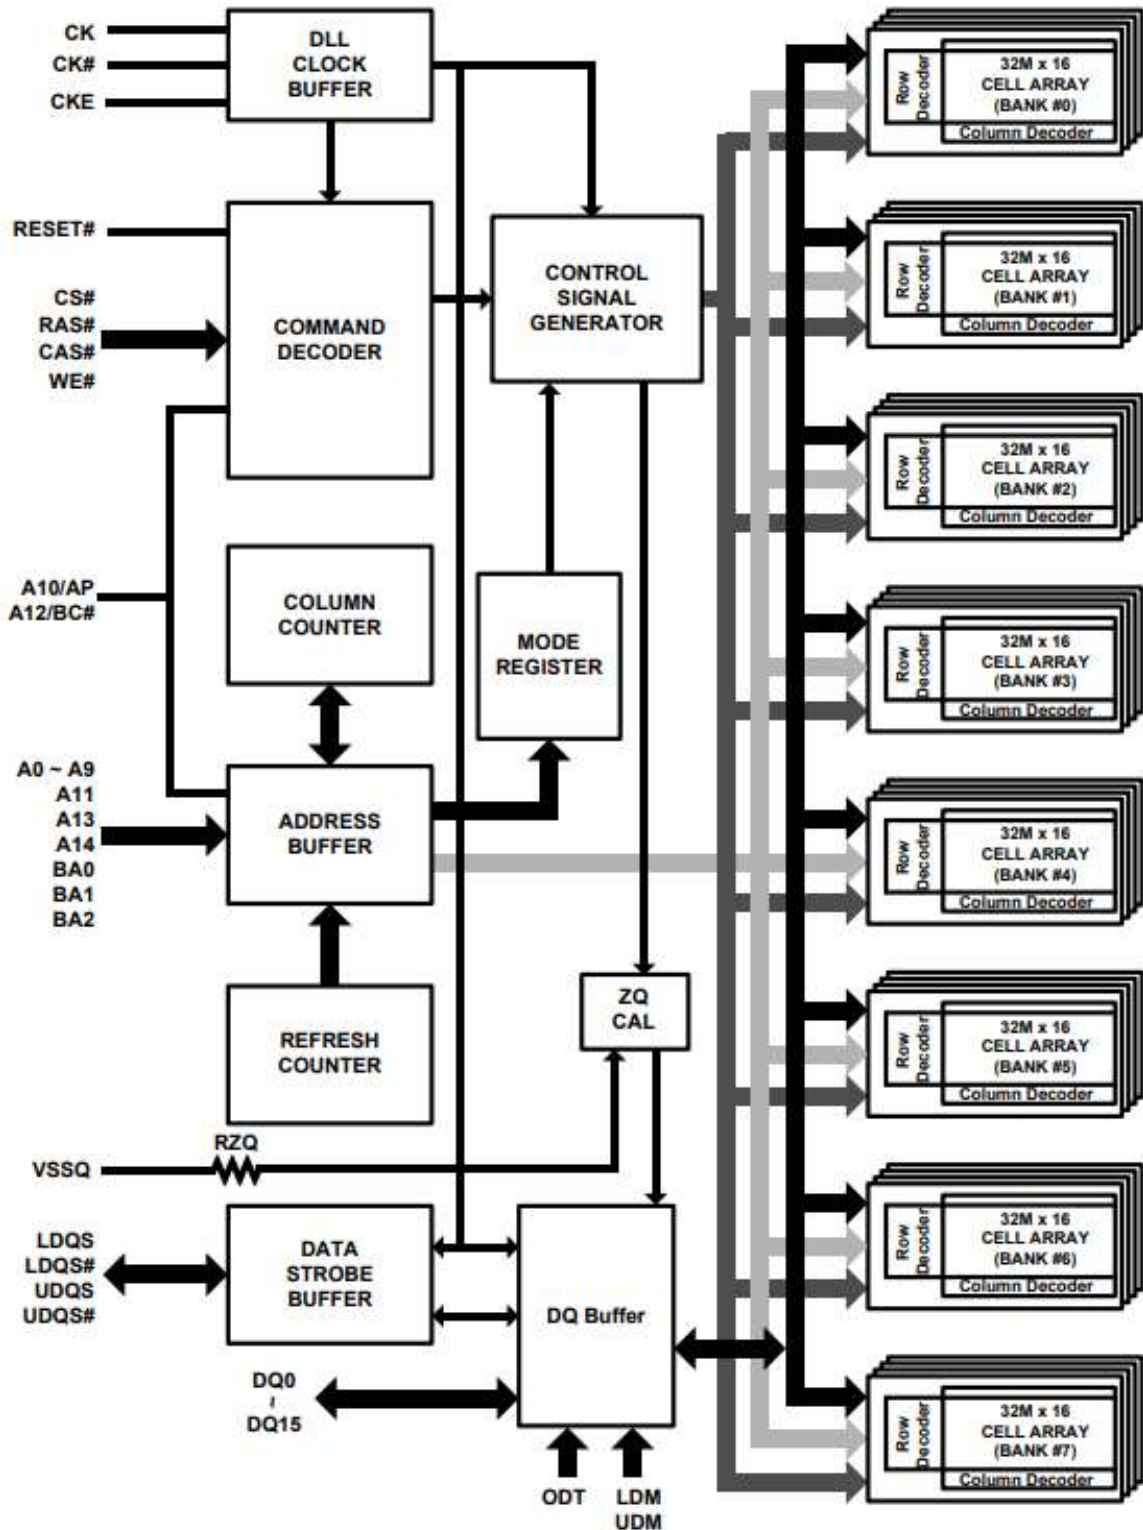 CK
CK#
CKE
DLL
CLOCK
BUFFER
RESET#
CS#
RAS#
CAS#
WE#
COMMAND
DECODER
CONTROL
SIGNAL
GENERATOR
A10/AP
A12/BC#
COLUMN
COUNTER
MODE
REGISTER
A0 ~ A9
A11
A13
A14
BA0
BA1
BA2
ADDRESS
BUFFER
REFRESH
COUNTER
ZQ
CAL
RZQ
VSSQ
LDQS
LDQS#
UDQS
UDQS#
DATA
STROBE
BUFFER
DQ Buffer
DQ0
~
DQ15
ODT
LDM
UDM
Row
Decoder
32M x 16
CELL ARRAY
(BANK #0)
Column Decoder
Row
Decoder
32M x 16
CELL ARRAY
(BANK #1)
Column Decoder
Row
Decoder
32M x 16
CELL ARRAY
(BANK #2)
Column Decoder
Row
Decoder
32M x 16
CELL ARRAY
(BANK #3)
Column Decoder
Row
Decoder
32M x 16
CELL ARRAY
(BANK #4)
Column Decoder
Row
Decoder
32M x 16
CELL ARRAY
(BANK #5)
Column Decoder
Row
Decoder
32M x 16
CELL ARRAY
(BANK #6)
Column Decoder
Row
Decoder
32M x 16
CELL ARRAY
(BANK #7)
Column Decoder